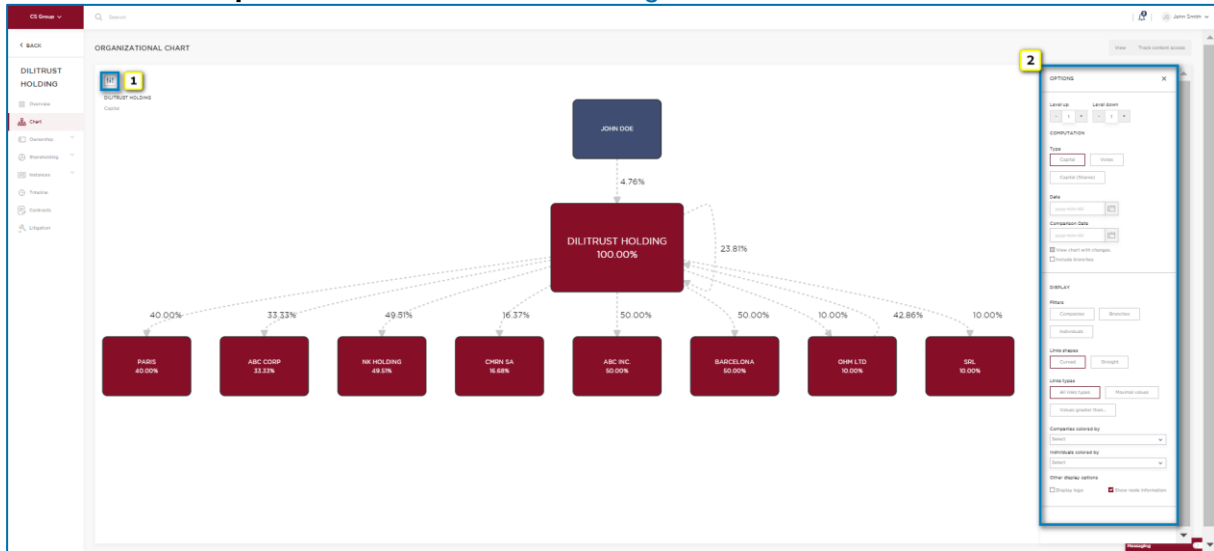 CS Group
Search
John Smith
BACK
ORGANIZATIONAL CHART
View Track content access
DILITRUST
HOLDING
Overview
Chart
Ownership
Shareholding
Instances
Timeline
Contracts
Litigation
1
DILITRUST HOLDING
Capital
JOHN DOE
4.76%
DILITRUST HOLDING
100.00%
23.81%
40.00% 33.33% 49.51% 16.37% 50.00% 50.00% 10.00% 42.86% 10.00%
PARIS
40.00%
ABC CORP
33.33%
NK HOLDING
49.51%
CMRN SA
16.68%
ABC INC.
50.00%
BARCELONA
50.00%
OHM LTD
10.00%
SRL
10.00%
2
OPTIONS X
Level up Level down
- 1 + - 1 +
COMPUTATION
Type
Capital Votes
Capital (Shares)
Date
Comparison Date
View chart with changes
Include branches
DISPLAY
Filters
Companies Branches
Individuals
Links shapes
Curved Straight
Links types
All links types Maximal values
Values greater than...
Companies colored by
Select
Individuals colored by
Select
Other display options
Display logo Show node information
Messaging